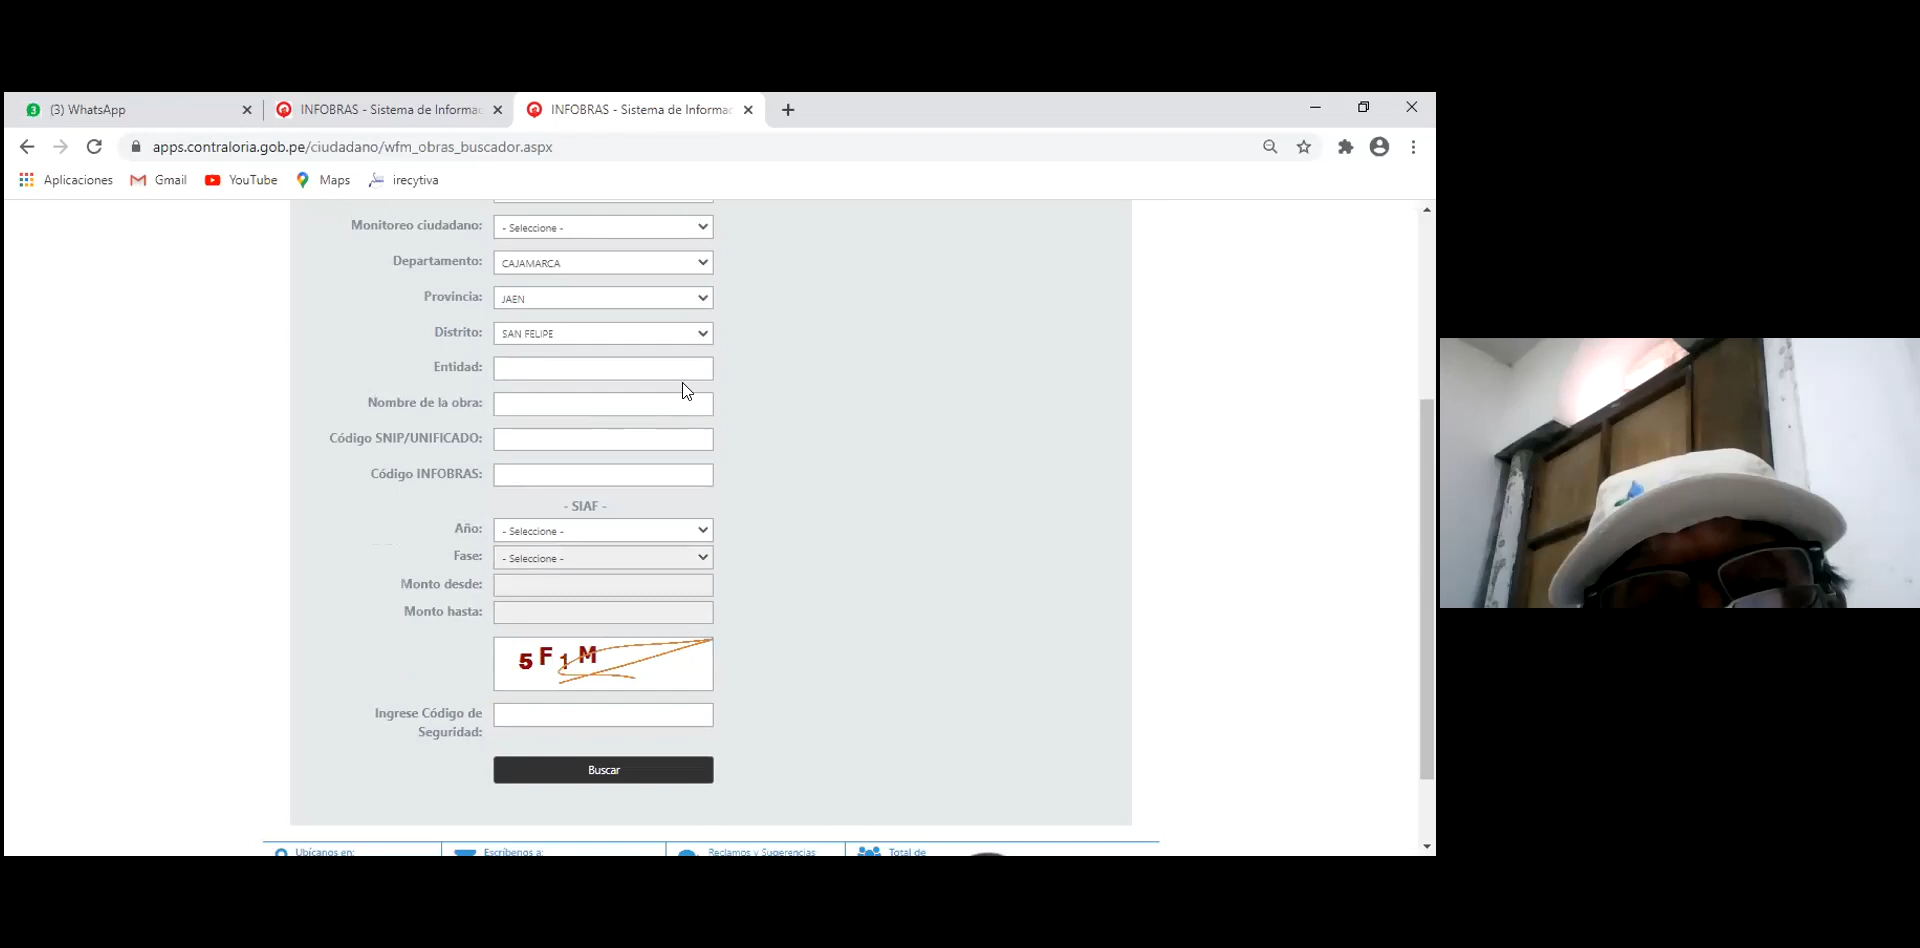 3
(3) WhatsApp
INFOBRAS - Sistema de Informac
INFOBRAS - Sistema de Informac
apps.contraloria.gob.pe/ciudadano/wfm_obras_buscador.aspx
Aplicaciones
Gmail
YouTube
Maps
irecytiva
Monitoreo ciudadano:
- Seleccione -
Departamento:
CAJAMARCA
Provincia:
JAEN
Distrito:
SAN FELIPE
Entidad:
Nombre de la obra:
Código SNIP/UNIFICADO:
Código INFOBRAS:
- SIAF -
Año:
- Seleccione -
Fase:
- Seleccione -
Monto desde:
Monto hasta:
5F1M
Ingrese Código de
Seguridad:
Buscar
Ubícanos en:
Escríbenos a:
Reclamos y Sugerencias
Total de